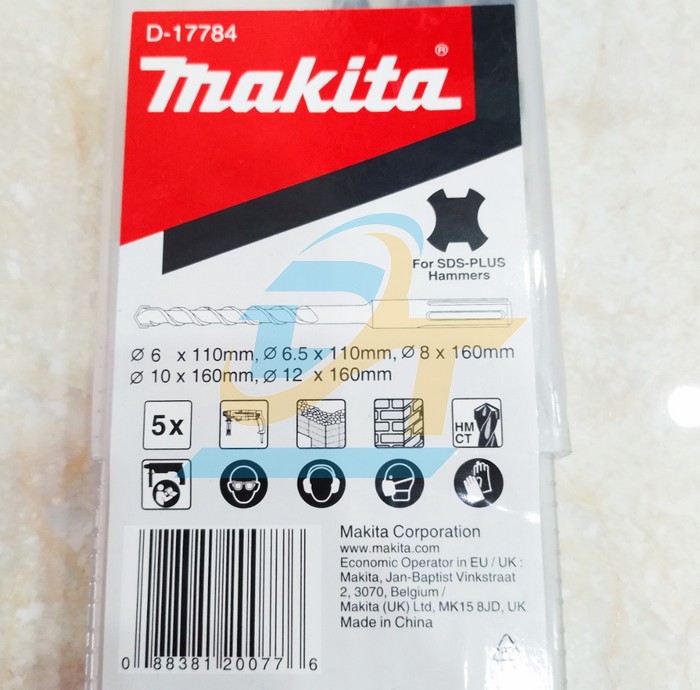 D-17784
makita®
For SDS-PLUS
Hammers
Ø 6 x 110mm, Ø 6.5 x 110mm, Ø 8 x 160mm
Ø 10 x 160mm, Ø 12 x 160mm
5x
HM
CT
Makita Corporation
www.makita.com
Economic Operator in EU / UK :
Makita, Jan-Baptist Vinkstraat
2, 3070, Belgium /
Makita (UK) Ltd, MK15 8JD, UK
Made in China
0 88381 20077 6